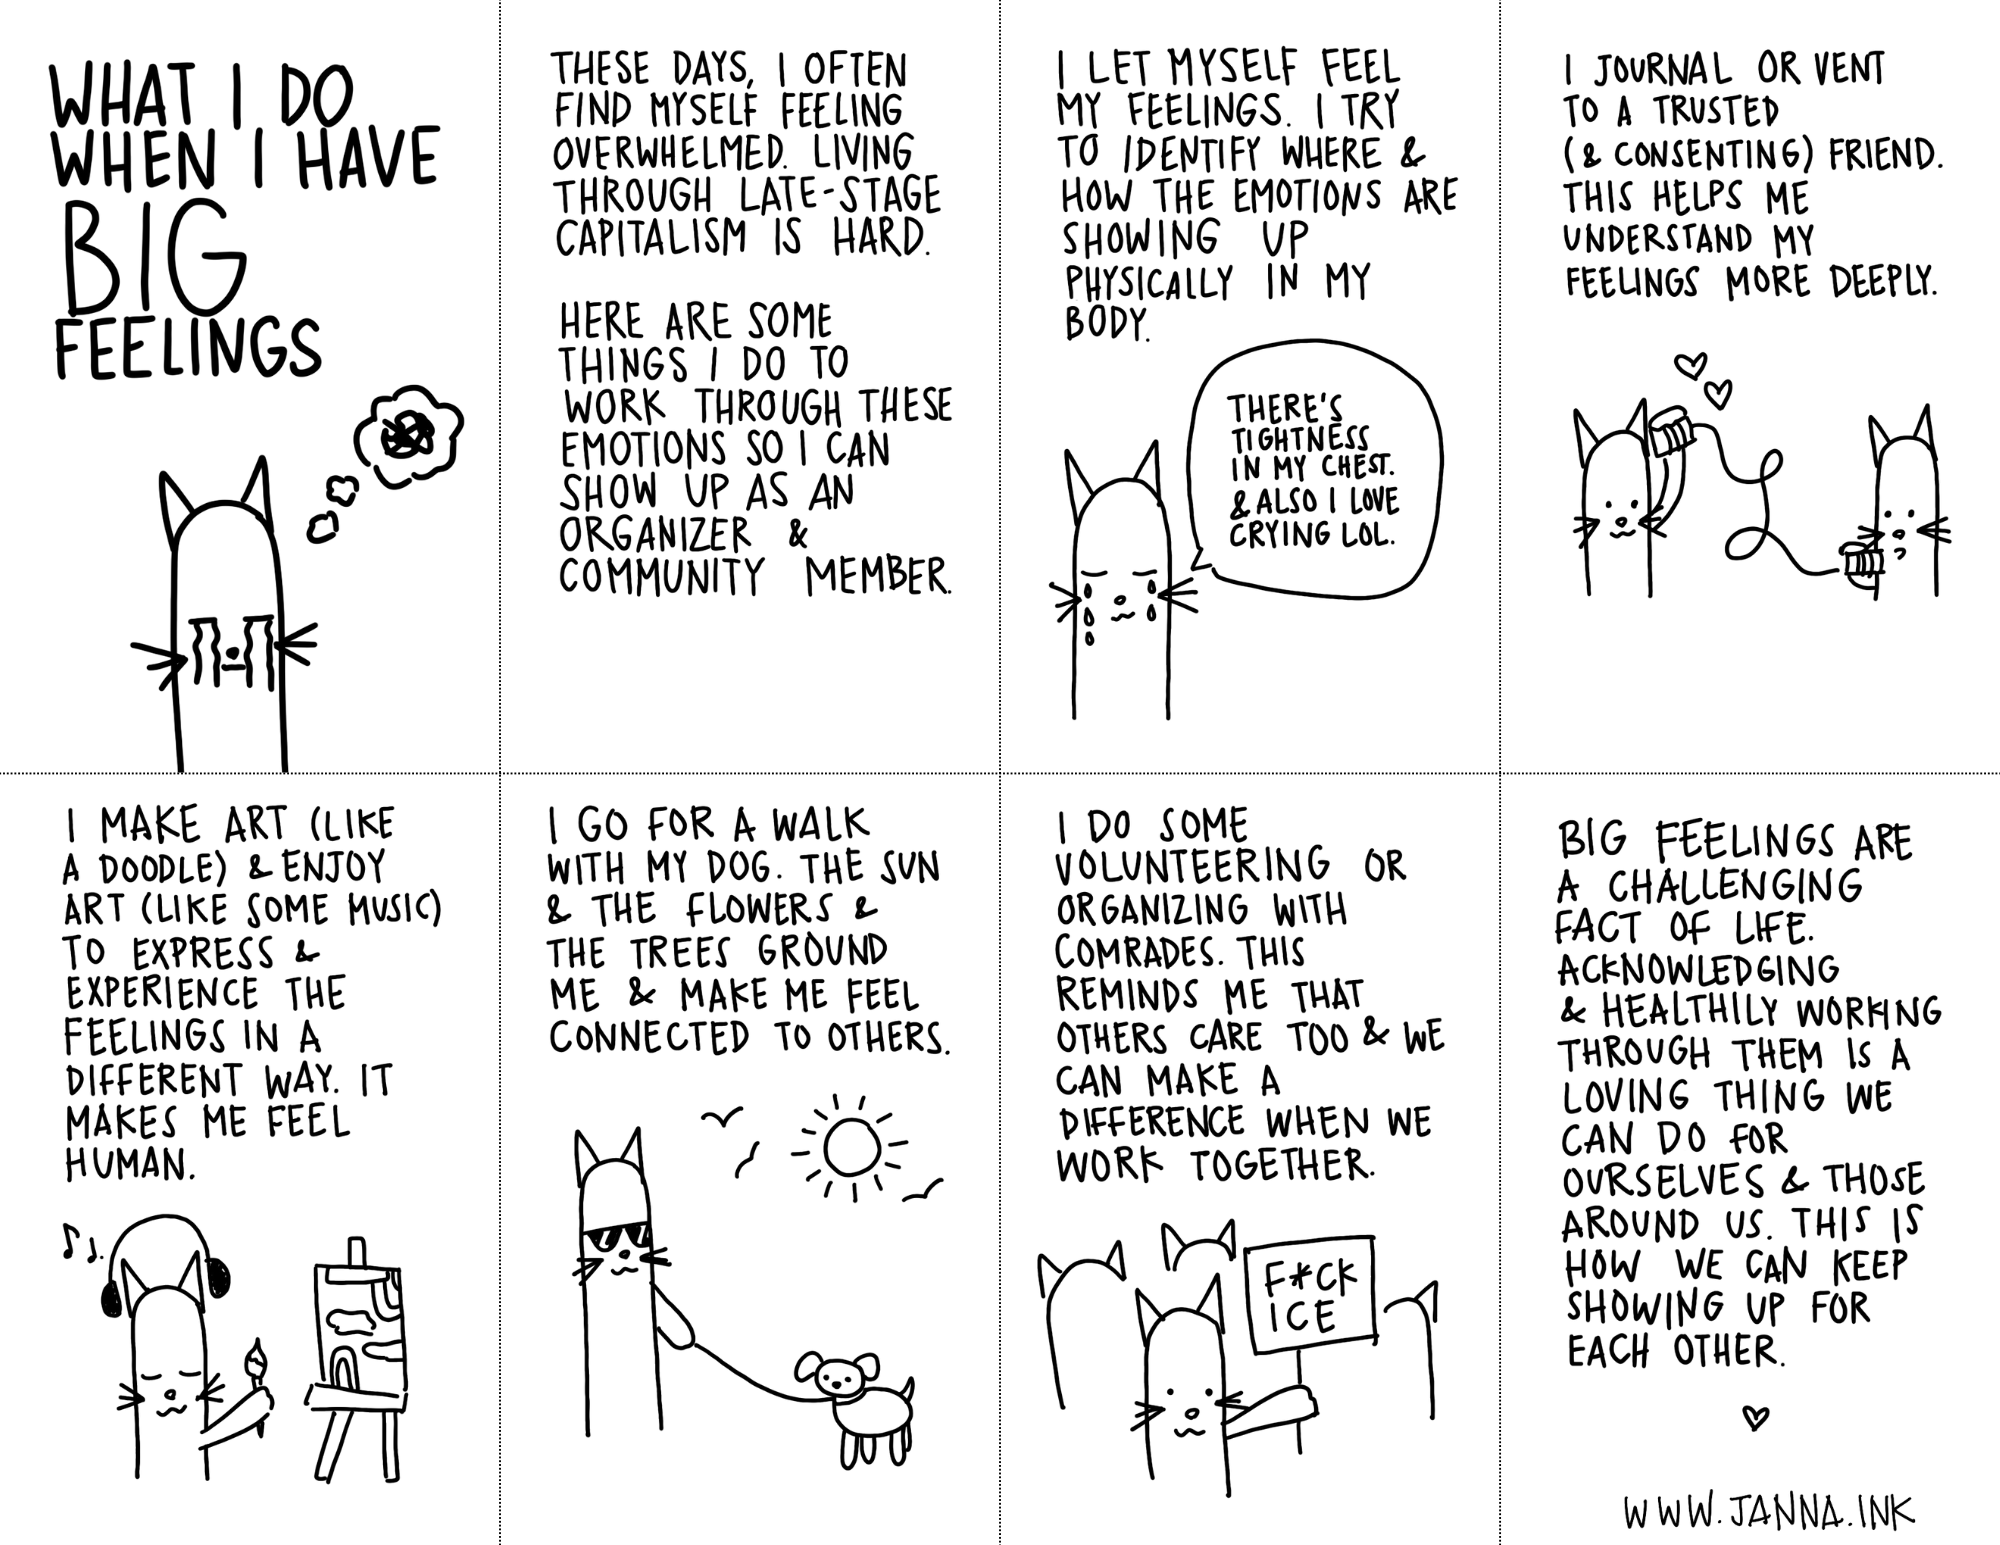 WHAT I DO
WHEN I HAVE
BIG
FEELINGS
THESE DAYS, I OFTEN
FIND MYSELF FEELING
OVERWHELMED. LIVING
THROUGH LATE-STAGE
CAPITALISM IS HARD.
HERE ARE SOME
THINGS I DO TO
WORK THROUGH THESE
EMOTIONS SO I CAN
SHOW UP AS AN
ORGANIZER &
COMMUNITY MEMBER.
I LET MYSELF FEEL
MY FEELINGS. I TRY
TO IDENTIFY WHERE &
HOW THE EMOTIONS ARE
SHOWING UP
PHYSICALLY IN MY
BODY.
THERE'S
TIGHTNESS
IN MY CHEST.
& ALSO I LOVE
CRYING LOL.
I JOURNAL OR VENT
TO A TRUSTED
(& CONSENTING) FRIEND.
THIS HELPS ME
UNDERSTAND MY
FEELINGS MORE DEEPLY.
I MAKE ART (LIKE
A DOODLE) & ENJOY
ART (LIKE SOME MUSIC)
TO EXPRESS &
EXPERIENCE THE
FEELINGS IN A
DIFFERENT WAY. IT
MAKES ME FEEL
HUMAN.
I GO FOR A WALK
WITH MY DOG. THE SUN
& THE FLOWERS &
THE TREES GROUND
ME & MAKE ME FEEL
CONNECTED TO OTHERS.
I DO SOME
VOLUNTEERING OR
ORGANIZING WITH
COMRADES. THIS
REMINDS ME THAT
OTHERS CARE TOO & WE
CAN MAKE A
DIFFERENCE WHEN WE
WORK TOGETHER.
F*CK
ICE
BIG FEELINGS ARE
A CHALLENGING
FACT OF LIFE.
ACKNOWLEDGING
& HEALTHILY WORKING
THROUGH THEM IS A
LOVING THING WE
CAN DO FOR
OURSELVES & THOSE
AROUND US. THIS IS
HOW WE CAN KEEP
SHOWING UP FOR
EACH OTHER.
WWW.JANNA.INK